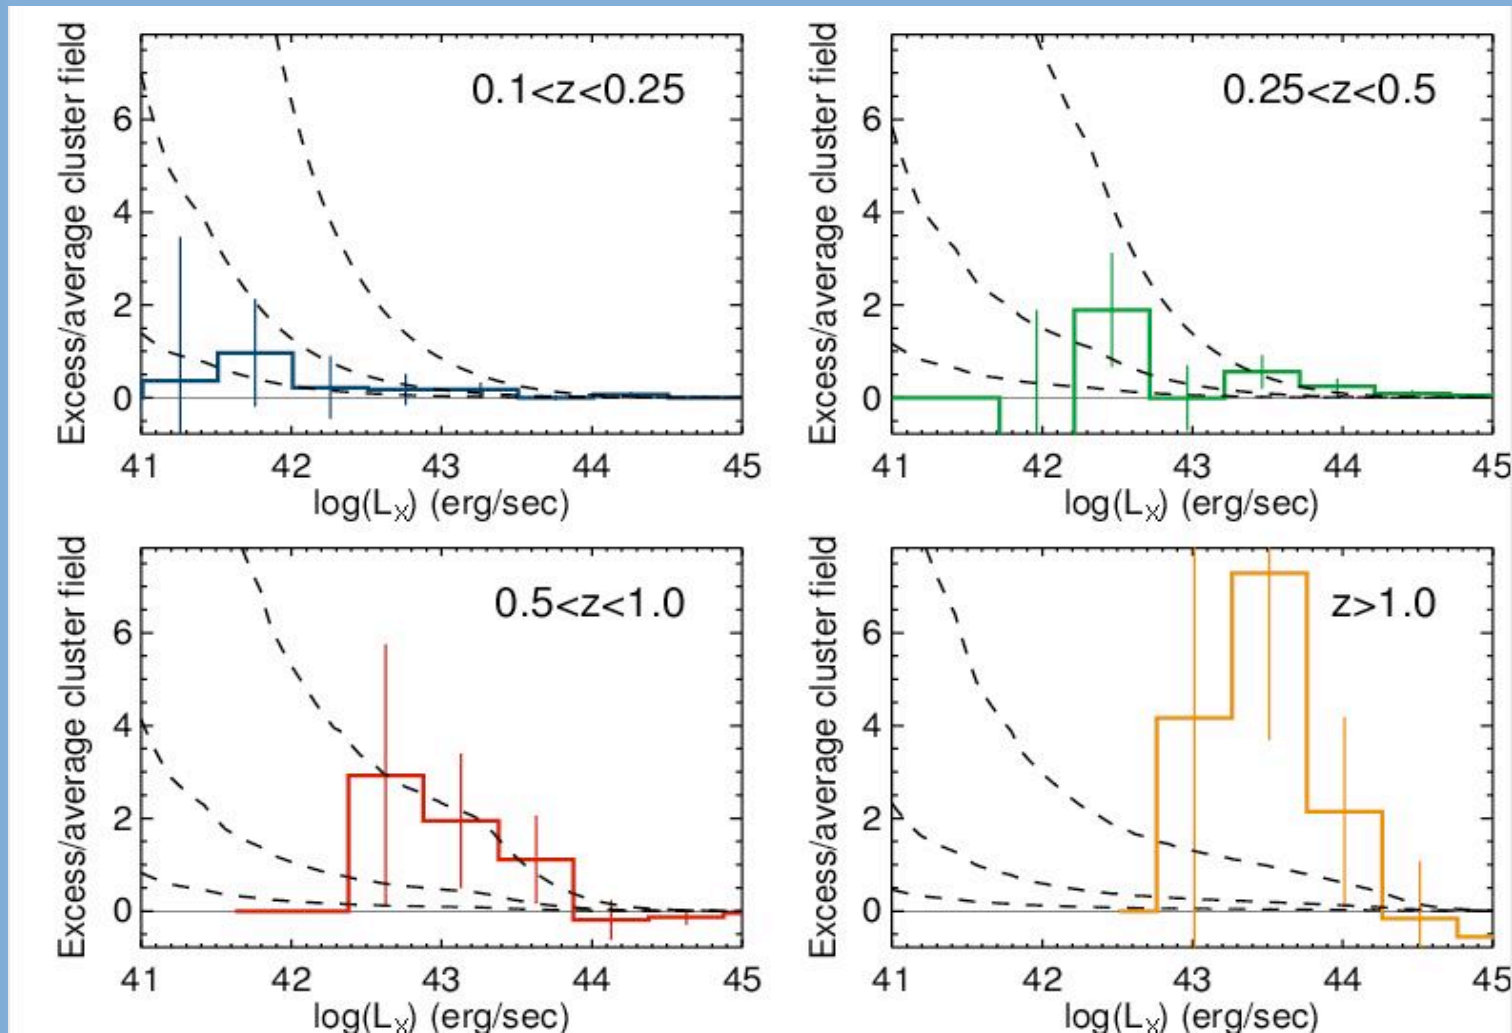 Excess/average cluster field
6
4
2
0
0.1<z<0.25
41 42 43 44 45
log(L_X) (erg/sec)
Excess/average cluster field
6
4
2
0
0.25<z<0.5
41 42 43 44 45
log(L_X) (erg/sec)
Excess/average cluster field
6
4
2
0
0.5<z<1.0
41 42 43 44 45
log(L_X) (erg/sec)
Excess/average cluster field
6
4
2
0
z>1.0
41 42 43 44 45
log(L_X) (erg/sec)